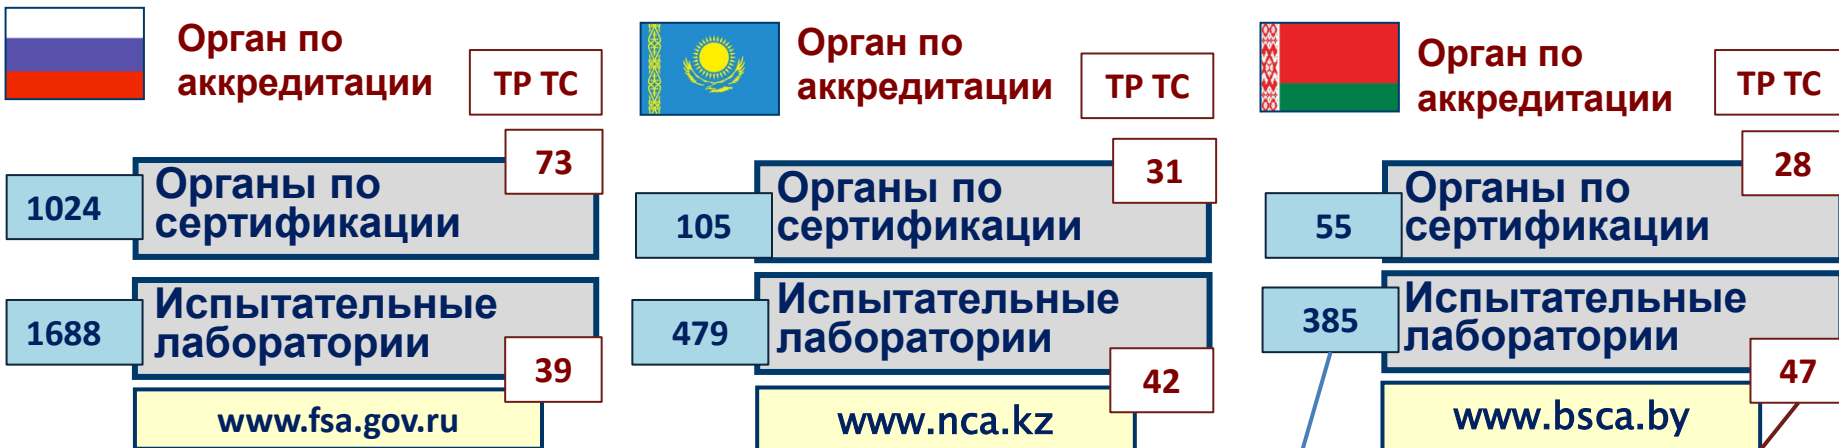 Орган по
аккредитации
ТР ТС
73
1024
Органы по
сертификации
1688
Испытательные
лаборатории
39
www.fsa.gov.ru
Орган по
аккредитации
ТР ТС
31
105
Органы по
сертификации
479
Испытательные
лаборатории
42
www.nca.kz
Орган по
аккредитации
ТР ТС
28
55
Органы по
сертификации
385
Испытательные
лаборатории
47
www.bsca.by